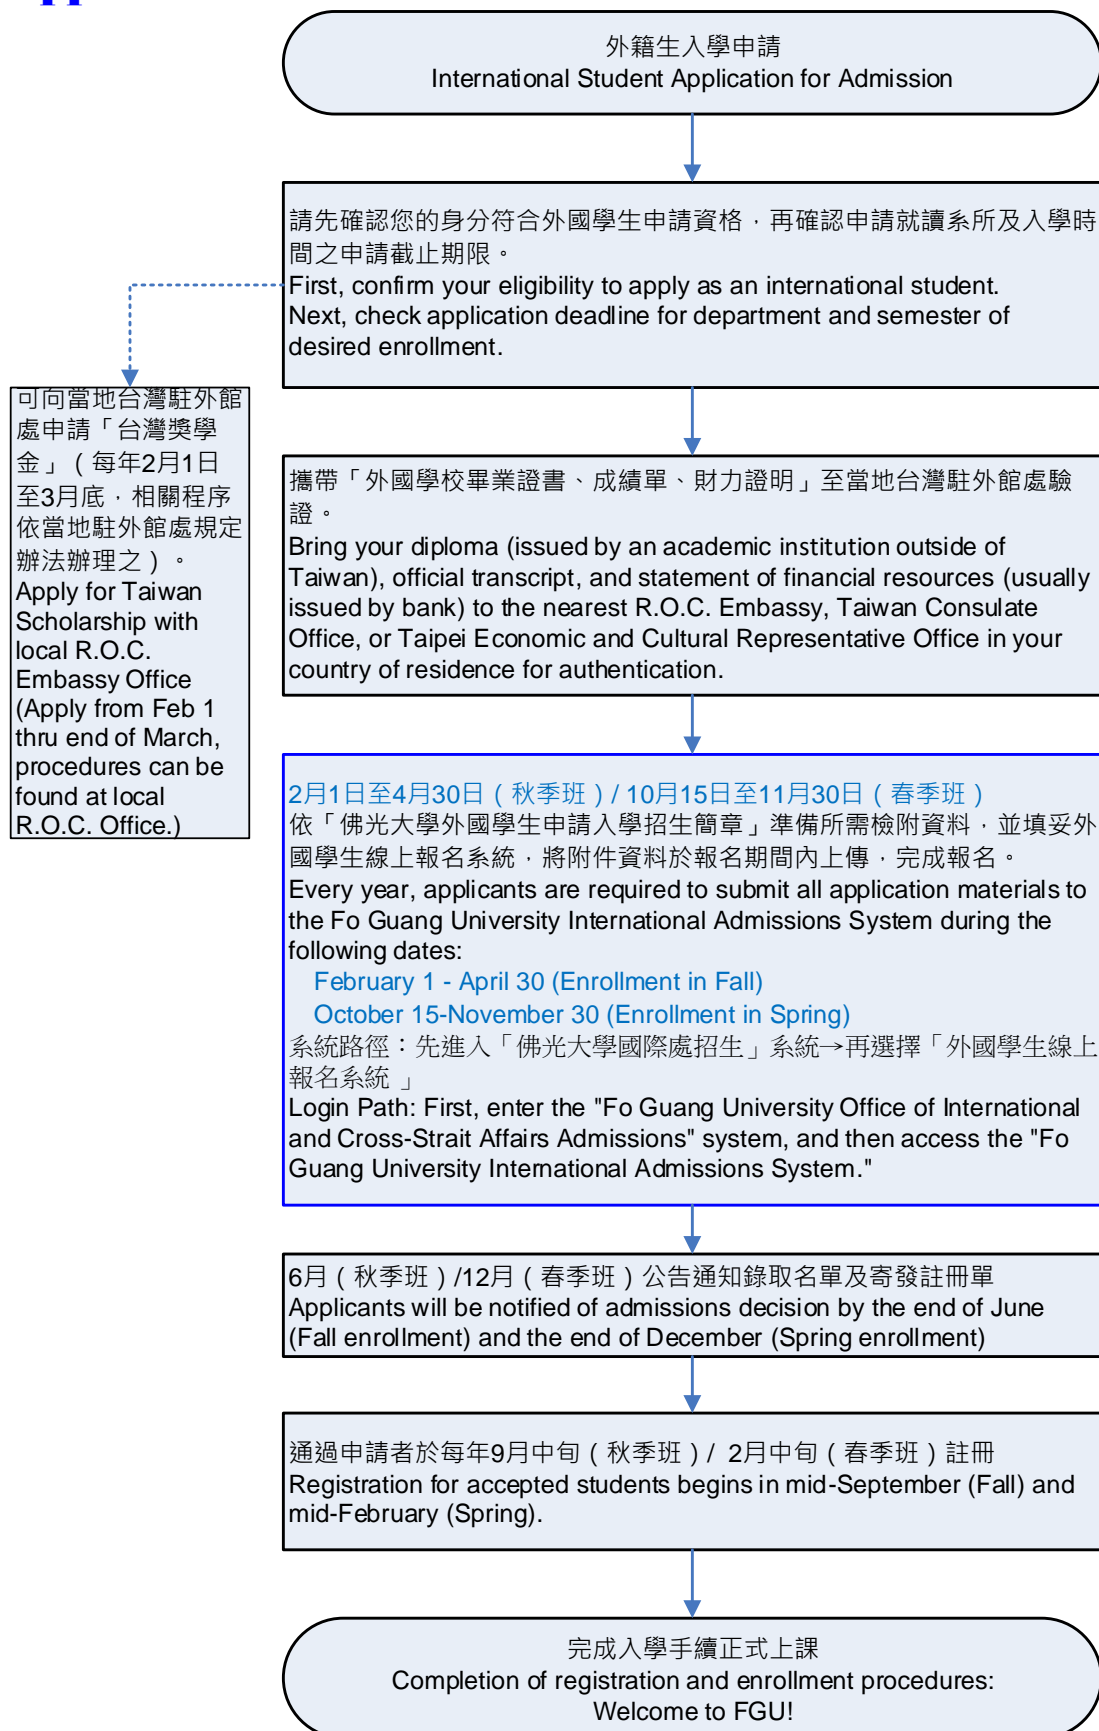 外籍生入學申請
International Student Application for Admission
請先確認您的身分符合外國學生申請資格，再確認申請就讀系所及入學時
間之申請截止期限。
First, confirm your eligibility to apply as an international student.
Next, check application deadline for department and semester of
desired enrollment.
可向當地台灣駐外館
處申請「台灣獎學
金」（每年2月1日
至3月底，相關程序
依當地駐外館處規定
辦法辦理之）。
Apply for Taiwan
Scholarship with
local R.O.C.
Embassy Office
(Apply from Feb 1
thru end of March,
procedures can be
found at local
R.O.C. Office.)
攜帶「外國學校畢業證書、成績單、財力證明」至當地台灣駐外館處驗
證。
Bring your diploma (issued by an academic institution outside of
Taiwan), official transcript, and statement of financial resources (usually
issued by bank) to the nearest R.O.C. Embassy, Taiwan Consulate
Office, or Taipei Economic and Cultural Representative Office in your
country of residence for authentication.
2月1日至4月30日（秋季班）/ 10月15日至11月30日（春季班）
依「佛光大學外國學生申請入學招生簡章」準備所需檢附資料，並填妥外
國學生線上報名系統，將附件資料於報名期間內上傳，完成報名。
Every year, applicants are required to submit all application materials to
the Fo Guang University International Admissions System during the
following dates:
February 1 - April 30 (Enrollment in Fall)
October 15-November 30 (Enrollment in Spring)
系統路徑：先進入「佛光大學國際處招生」系統→再選擇「外國學生線上
報名系統 」
Login Path: First, enter the "Fo Guang University Office of International
and Cross-Strait Affairs Admissions" system, and then access the "Fo
Guang University International Admissions System."
6月（秋季班）/12月（春季班）公告通知錄取名單及寄發註冊單
Applicants will be notified of admissions decision by the end of June
(Fall enrollment) and the end of December (Spring enrollment)
通過申請者於每年9月中旬（秋季班）/ 2月中旬（春季班）註冊
Registration for accepted students begins in mid-September (Fall) and
mid-February (Spring).
完成入學手續正式上課
Completion of registration and enrollment procedures:
Welcome to FGU!